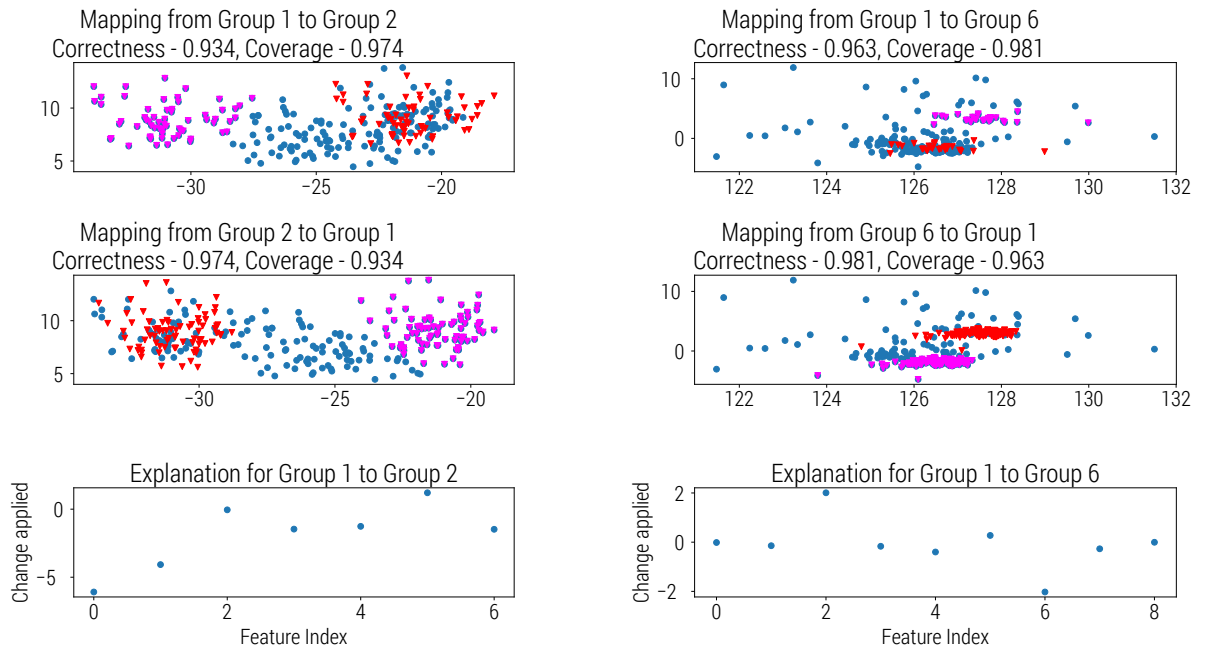 Mapping from Group 1 to Group 2
Correctness - 0.934, Coverage - 0.974
10
5
−30
−25
−20
Mapping from Group 1 to Group 6
Correctness - 0.963, Coverage - 0.981
10
0
122
124
126
128
130
132
Mapping from Group 2 to Group 1
Correctness - 0.974, Coverage - 0.934
10
5
−30
−25
−20
Mapping from Group 6 to Group 1
Correctness - 0.981, Coverage - 0.963
10
0
122
124
126
128
130
132
Explanation for Group 1 to Group 2
Change applied
0
−5
0
2
4
6
Feature Index
Explanation for Group 1 to Group 6
Change applied
2
0
−2
0
2
4
6
8
Feature Index